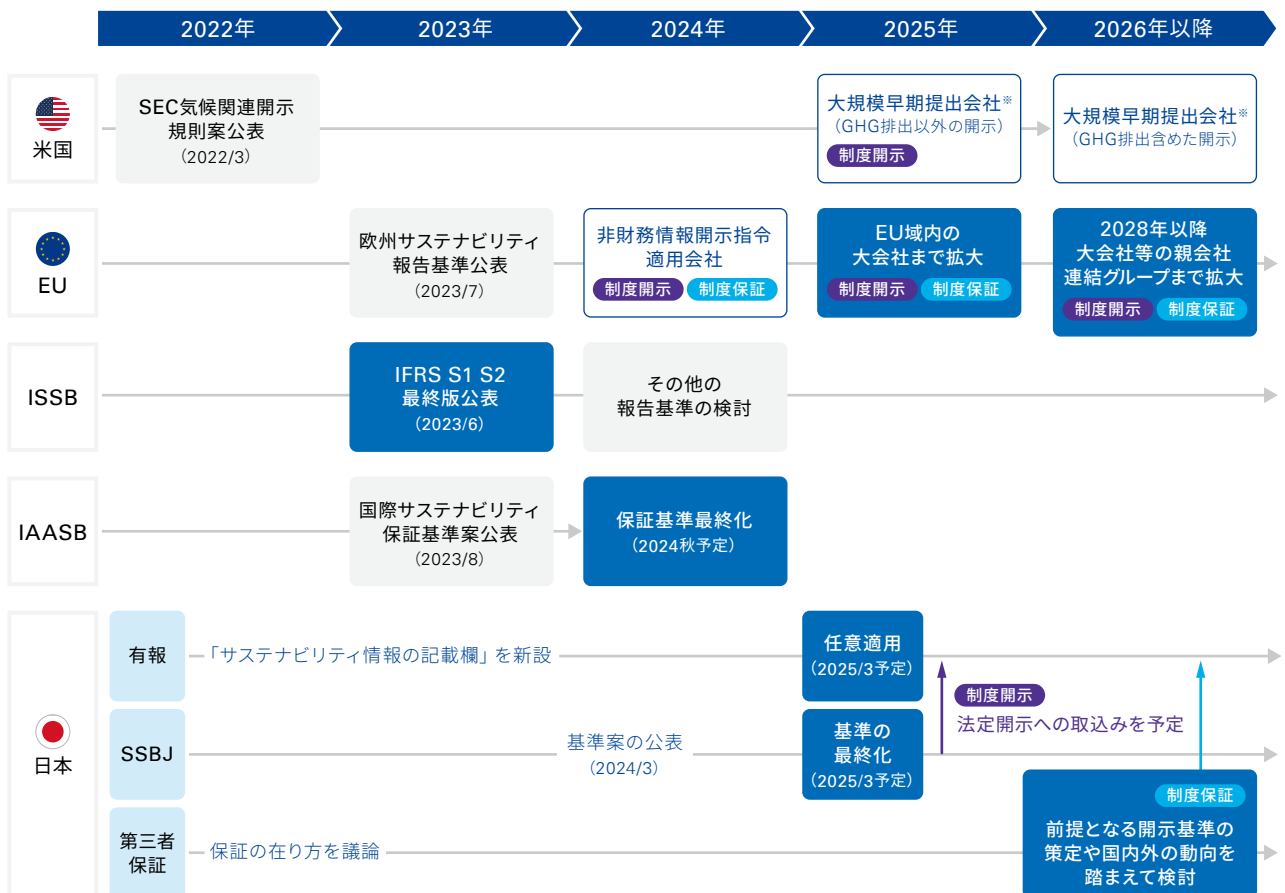 2022年
2023年
2024年
2025年
2026年以降
米国
SEC気候関連開示
規則案公表
（2022/3）
大規模早期提出会社※
（GHG排出以外の開示）
制度開示
大規模早期提出会社※
（GHG排出含めた開示）
EU
欧州サステナビリティ
報告基準公表
（2023/7）
非財務情報開示指令
適用会社
制度開示
制度保証
EU域内の
大会社まで拡大
制度開示
制度保証
2028年以降
大会社等の親会社
連結グループまで拡大
制度開示
制度保証
ISSB
IFRS S1 S2
最終版公表
（2023/6）
その他の
報告基準の検討
IAASB
国際サステナビリティ
保証基準案公表
（2023/8）
保証基準最終化
（2024秋予定）
日本
有報
「サステナビリティ情報の記載欄」を新設
任意適用
（2025/3予定）
制度開示
法定開示への取込みを予定
SSBJ
基準案の公表
（2024/3）
基準の
最終化
（2025/3予定）
第三者
保証
保証の在り方を議論
制度保証
前提となる開示基準の
策定や国内外の動向を
踏まえて検討